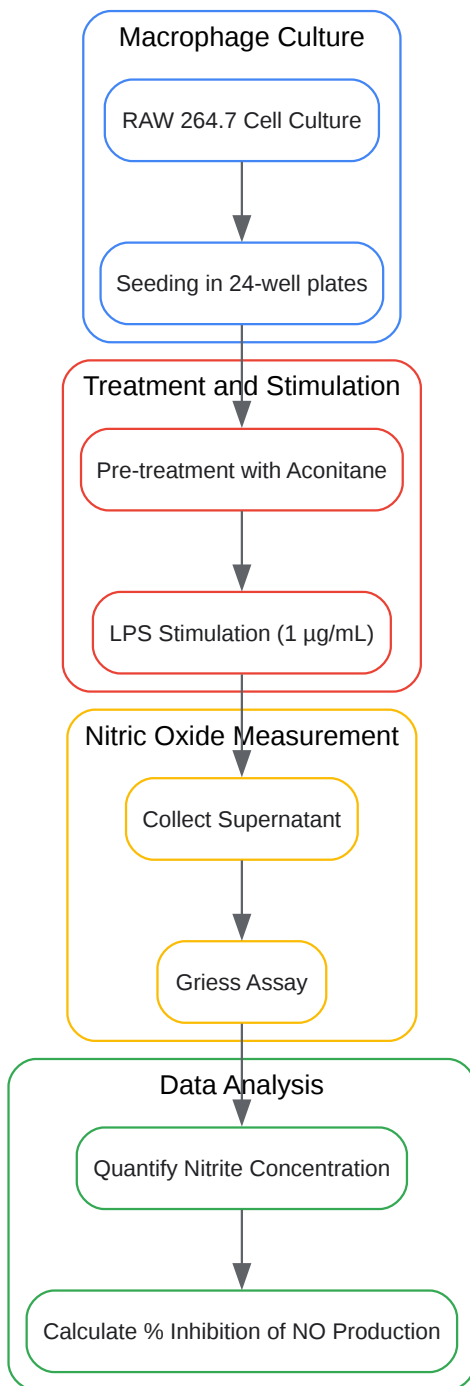 Macrophage Culture
RAW 264.7 Cell Culture
Seeding in 24-well plates
Treatment and Stimulation
Pre-treatment with Aconitane
LPS Stimulation (1 µg/mL)
Nitric Oxide Measurement
Collect Supernatant
Griess Assay
Data Analysis
Quantify Nitrite Concentration
Calculate % Inhibition of NO Production